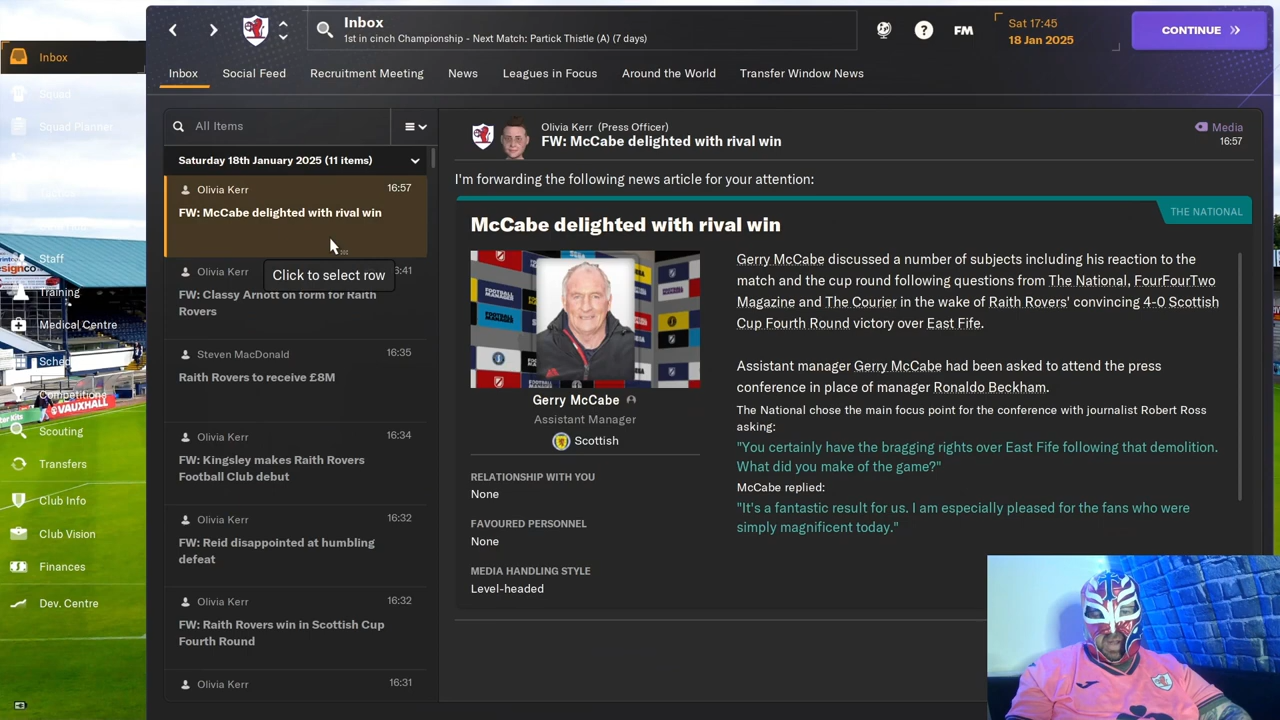 Inbox
Squad
Squad Planner
Staff
Training
Medical Centre
Sched
Competitions
Scouting
Transfers
Club Info
Club Vision
Finances
Dev. Centre
Inbox
1st in cinch Championship - Next Match: Partick Thistle (A) (7 days)
?
FM
Sat 17:45
18 Jan 2025
CONTINUE
Inbox
Social Feed
Recruitment Meeting
News
Leagues in Focus
Around the World
Transfer Window News
All Items
Saturday 18th January 2025 (11 items)
Olivia Kerr
16:57
FW: McCabe delighted with rival win
Click to select row
Olivia Kerr
6:41
FW: Classy Arnott on form for Raith
Rovers
Steven MacDonald
16:35
Raith Rovers to receive £8M
Olivia Kerr
16:34
FW: Kingsley makes Raith Rovers
Football Club debut
Olivia Kerr
16:32
FW: Reid disappointed at humbling
defeat
Olivia Kerr
16:32
FW: Raith Rovers win in Scottish Cup
Fourth Round
Olivia Kerr
16:31
Olivia Kerr (Press Officer)
FW: McCabe delighted with rival win
Media
16:57
I'm forwarding the following news article for your attention:
McCabe delighted with rival win
THE NATIONAL
Gerry McCabe
Assistant Manager
Scottish
RELATIONSHIP WITH YOU
None
FAVOURED PERSONNEL
None
MEDIA HANDLING STYLE
Level-headed
Gerry McCabe discussed a number of subjects including his reaction to the
match and the cup round following questions from The National, FourFourTwo
Magazine and The Courier in the wake of Raith Rovers' convincing 4-0 Scottish
Cup Fourth Round victory over East Fife.
Assistant manager Gerry McCabe had been asked to attend the press
conference in place of manager Ronaldo Beckham.
The National chose the main focus point for the conference with journalist Robert Ross
asking:
"You certainly have the bragging rights over East Fife following that demolition.
What did you make of the game?"
McCabe replied:
"It's a fantastic result for us. I am especially pleased for the fans who were
simply magnificent today."
VAUXHALL